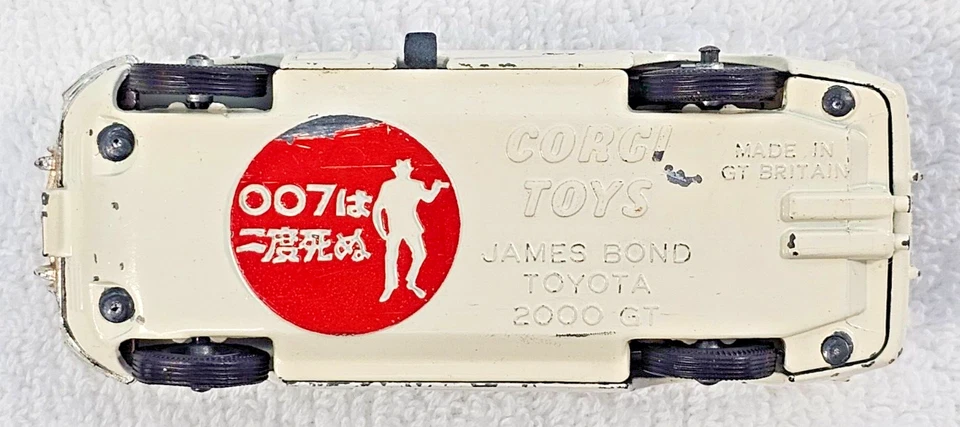 007は
二度死ぬ
CORGI
TOYS
JAMES BOND
TOYOTA
2000 GT
MADE IN
GT BRITAIN